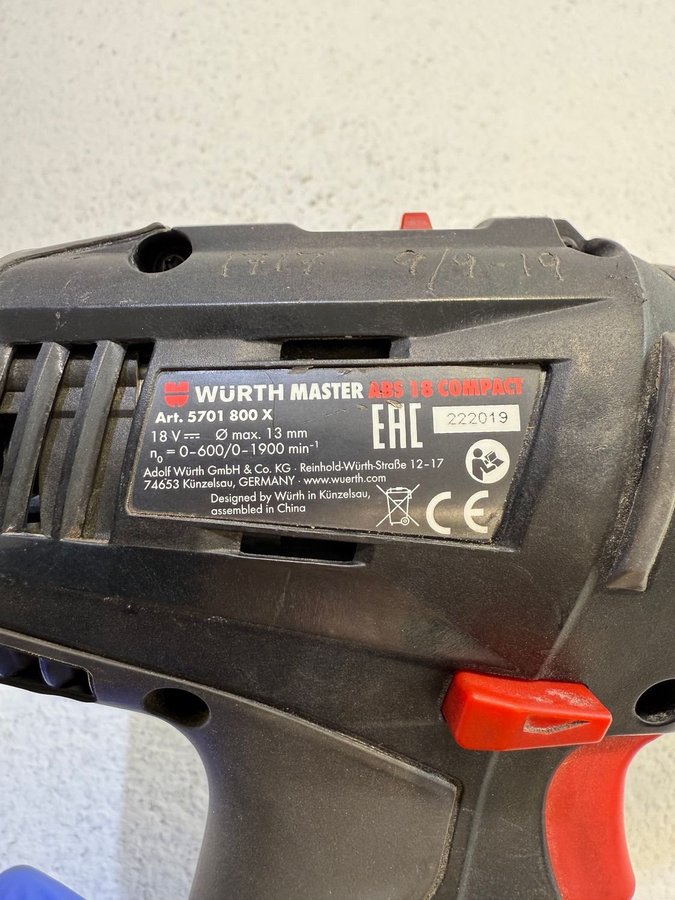 1717 9/4-19
WÜRTH MASTER ABS 18 COMPACT
Art. 5701 800 X
EAC 222019
18 V ⎓ Ø max. 13 mm
n₀ = 0–600/0–1900 min⁻¹
Adolf Würth GmbH & Co. KG · Reinhold-Würth-Straße 12–17
74653 Künzelsau, GERMANY · www.wuerth.com
Designed by Würth in Künzelsau,
assembled in China
CE